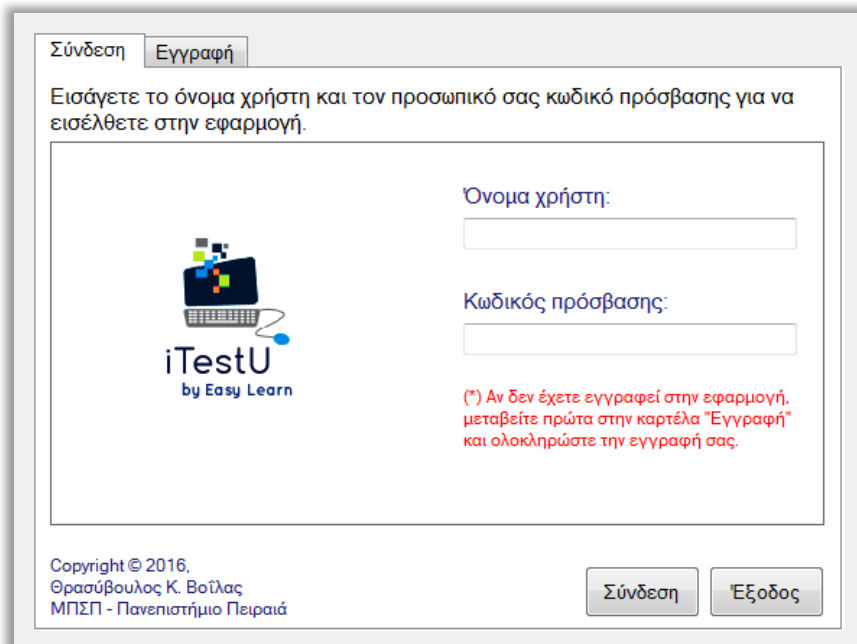 Σύνδεση Εγγραφή
Εισάγετε το όνομα χρήστη και τον προσωπικό σας κωδικό πρόσβασης για να
εισέλθετε στην εφαρμογή.
Όνομα χρήστη:
Κωδικός πρόσβασης:
iTestU
by Easy Learn
(*) Αν δεν έχετε εγγραφεί στην εφαρμογή,
μεταβείτε πρώτα στην καρτέλα "Εγγραφή"
και ολοκληρώστε την εγγραφή σας.
Copyright © 2016,
Θρασύβουλος Κ. Βοΐλας
ΜΠΣΠ - Πανεπιστήμιο Πειραιά
Σύνδεση Έξοδος